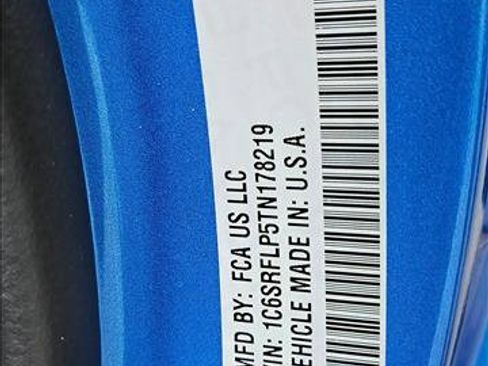 MFD BY: FCA US LLC
VIN: 1C6SRFLP5TN178219
VEHICLE MADE IN: U.S.A.